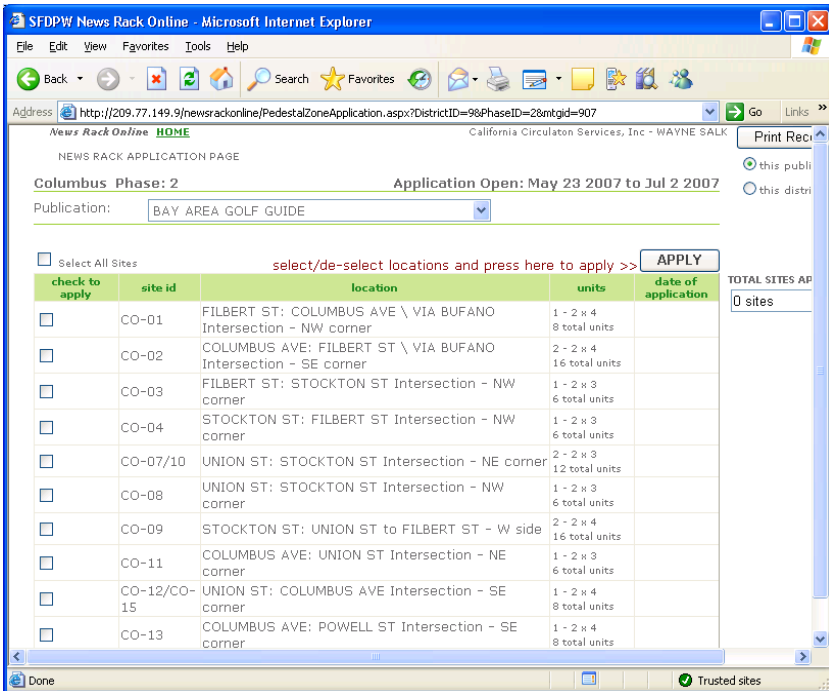 SFDPW News Rack Online - Microsoft Internet Explorer
File Edit View Favorites Tools Help
Back Search Favorites
Address http://209.77.149.9/newsrackonline/PedestalZoneApplication.aspx?DistrictID=9&PhaseID=2&mtgid=907 Go Links »
News Rack Online HOME California Circulaton Services, Inc - WAYNE SALK Print Rec
NEWS RACK APPLICATION PAGE
this publi
Columbus Phase: 2 Application Open: May 23 2007 to Jul 2 2007
this distri
Publication: BAY AREA GOLF GUIDE
Select All Sites select/de-select locations and press here to apply >> APPLY
check to apply site id location units date of application
TOTAL SITES AP
0 sites
CO-01 FILBERT ST: COLUMBUS AVE \ VIA BUFANO 1 - 2 x 4
Intersection - NW corner 8 total units
CO-02 COLUMBUS AVE: FILBERT ST \ VIA BUFANO 2 - 2 x 4
Intersection - SE corner 16 total units
CO-03 FILBERT ST: STOCKTON ST Intersection - NW 1 - 2 x 3
corner 6 total units
CO-04 STOCKTON ST: FILBERT ST Intersection - NW 1 - 2 x 3
corner 6 total units
CO-07/10 UNION ST: STOCKTON ST Intersection - NE corner 2 - 2 x 3
12 total units
CO-08 UNION ST: STOCKTON ST Intersection - NW 1 - 2 x 3
corner 6 total units
CO-09 STOCKTON ST: UNION ST to FILBERT ST - W side 2 - 2 x 4
16 total units
CO-11 COLUMBUS AVE: UNION ST Intersection - NE 1 - 2 x 3
corner 6 total units
CO-12/CO- UNION ST: COLUMBUS AVE Intersection - SE 1 - 2 x 4
15 corner 8 total units
CO-13 COLUMBUS AVE: POWELL ST Intersection - SE 1 - 2 x 4
corner 8 total units
Done Trusted sites